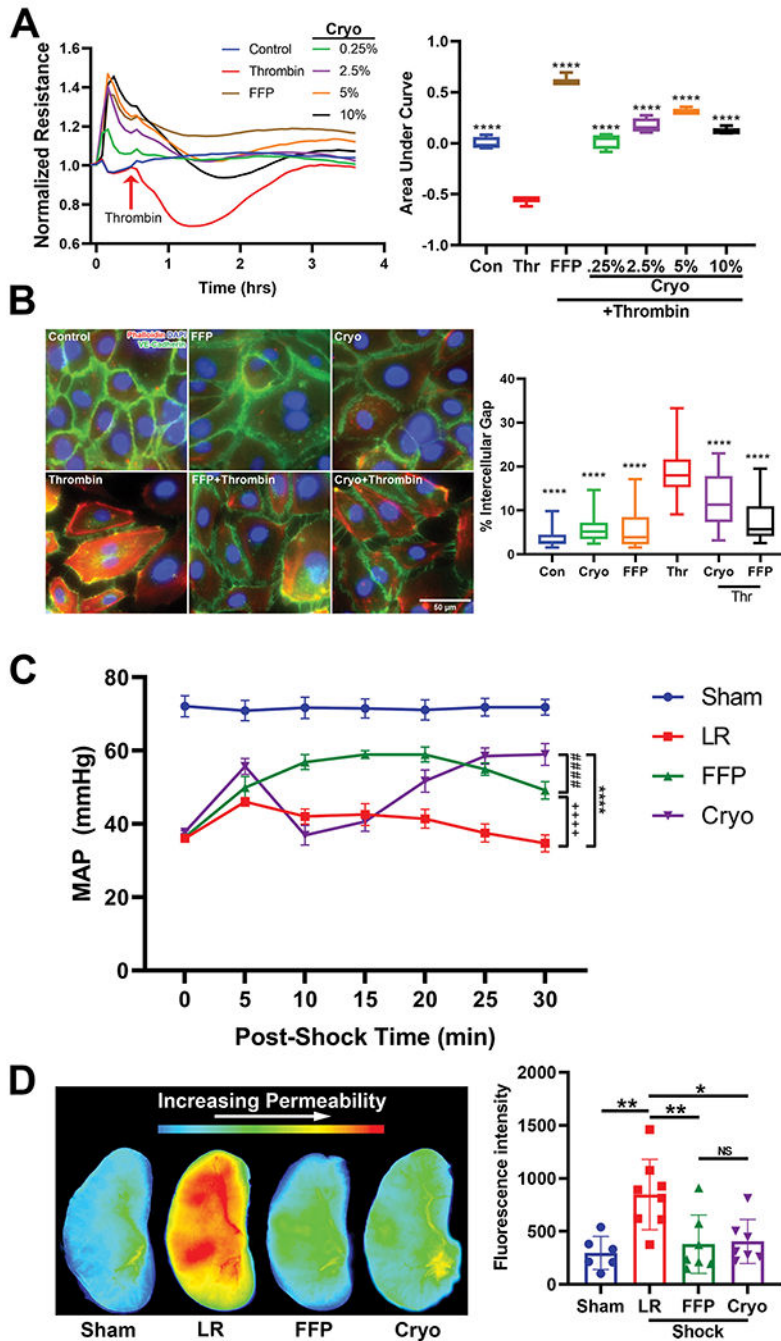 A
Cryo
Control
0.25%
Thrombin
2.5%
FFP
5%
10%
Normalized Resistance
1.6
1.4
1.2
1.0
0.8
0.6
Thrombin
0 1 2 3 4
Time (hrs)
Area Under Curve
1.0
0.5
0.0
-0.5
-1.0
**** **** **** **** **** ****
Con Thr FFP .25% 2.5% 5% 10%
Cryo
+Thrombin
B
Control
Phalloidin DAPI
VE-Cadherin
FFP
Cryo
Thrombin
FFP+Thrombin
Cryo+Thrombin
50 µm
% Intercellular Gap
40
30
20
10
0
**** **** **** **** ****
Con Cryo FFP Thr Cryo FFP
Thr
C
MAP (mmHg)
80
60
40
20
0
0 5 10 15 20 25 30
Post-Shock Time (min)
####
++++
****
Sham
LR
FFP
Cryo
D
Increasing Permeability
Sham LR FFP Cryo
Fluorescence intensity
2000
1500
1000
500
0
*
** **
NS
Sham LR FFP Cryo
Shock